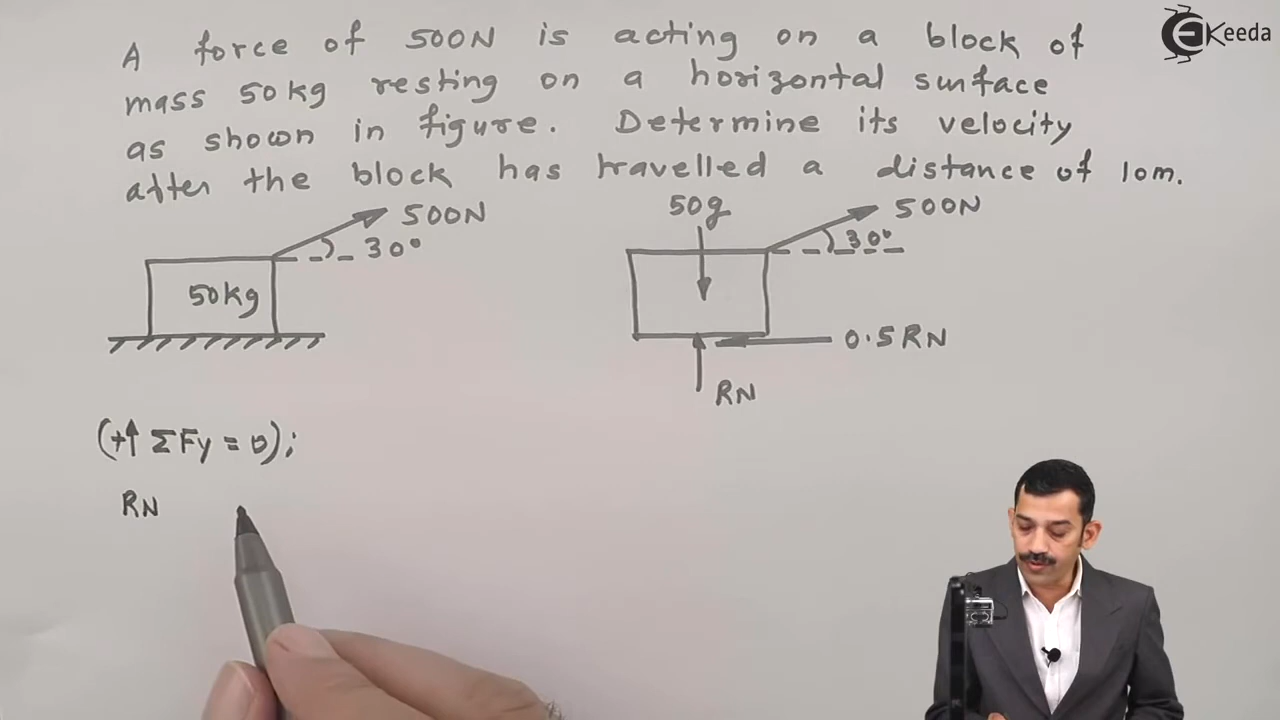 Ekeeda
A force of 500N is acting on a block of
mass 50kg resting on a horizontal surface
as shown in figure. Determine its velocity
after the block has travelled a distance of 10m.
500N
30°
50kg
50g
500N
30°
0.5 RN
RN
(+↑ ΣFy = 0);
RN